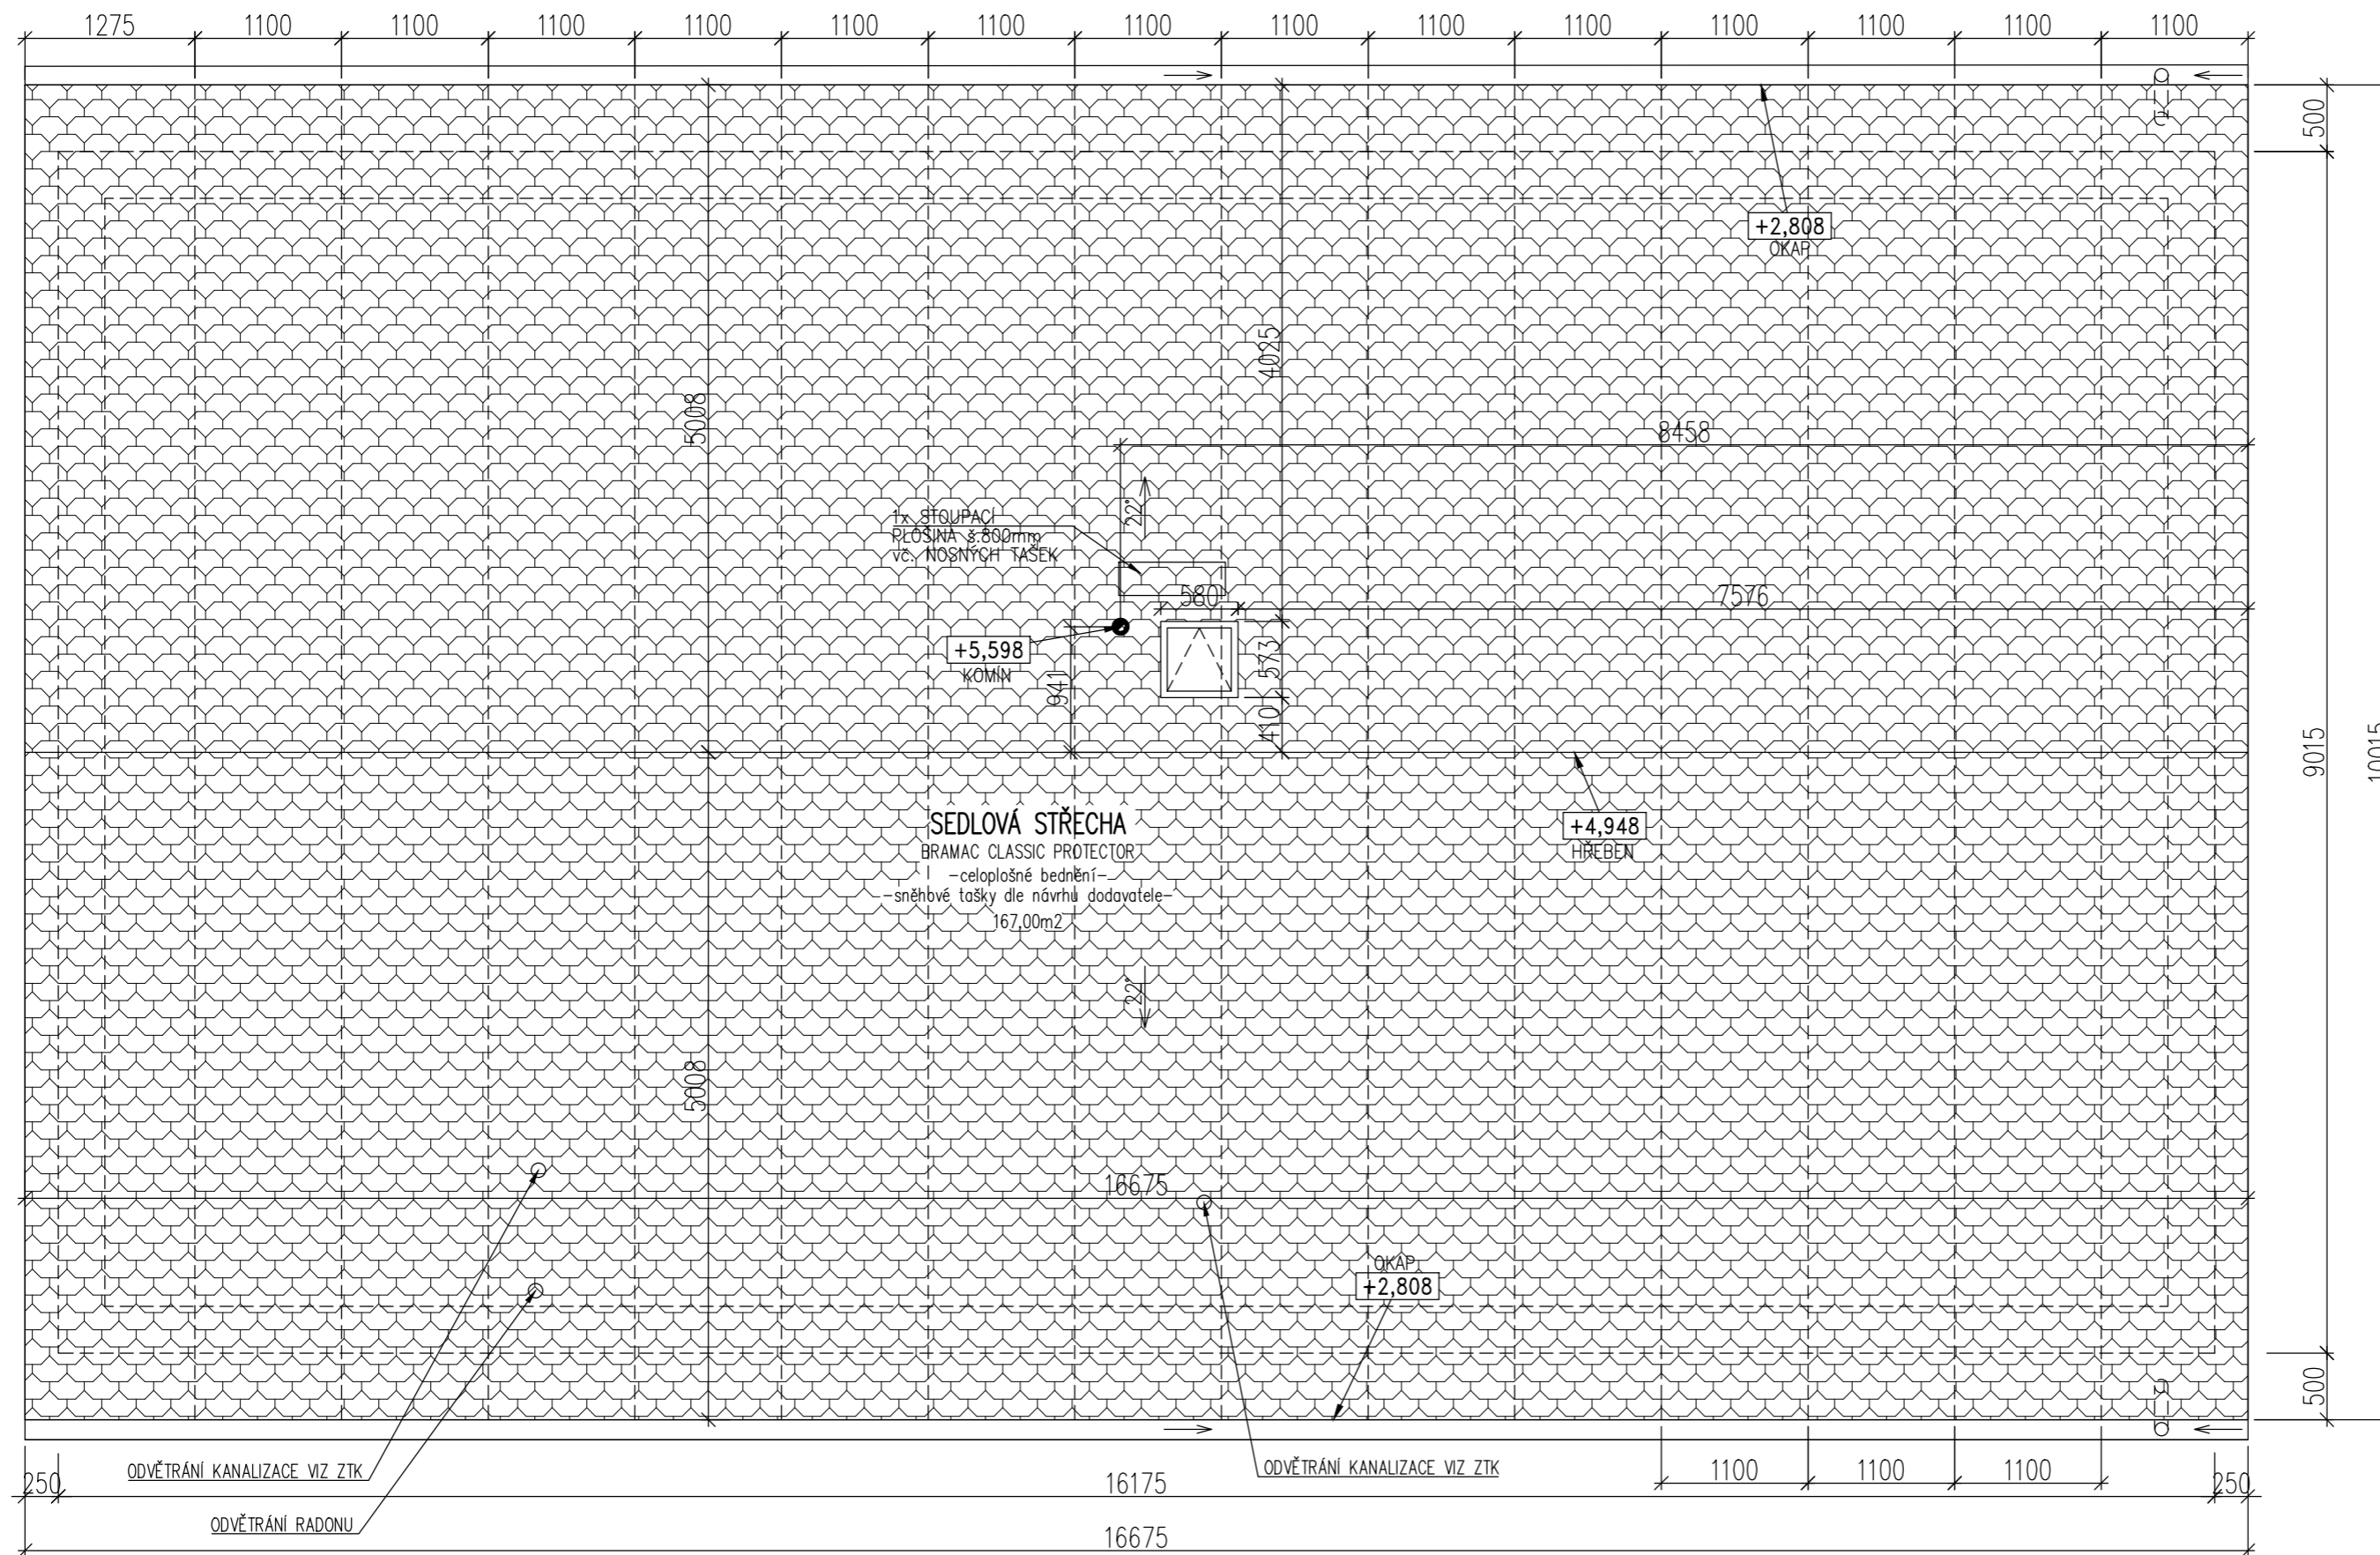 1275 1100 1100 1100 1100 1100 1100 1100 1100 1100 1100 1100 1100 1100 1100
500
+2,808
OKAP
4025
5008
8458
22°
1x STOUPACÍ
PLOŠINA š.800mm
vč. NOSNÝCH TAŠEK
580
7576
+5,598
KOMÍN
573
941
410
9015
10015
SEDLOVÁ STŘECHA
BRAMAC CLASSIC PROTECTOR
-celoplošné bednění-
-sněhové tašky dle návrhu dodavatele-
167,00m2
+4,948
HŘEBEN
22°
5008
16675
OKAP
+2,808
500
ODVĚTRÁNÍ KANALIZACE VIZ ZTK
ODVĚTRÁNÍ KANALIZACE VIZ ZTK
1100 1100 1100
250 16175 250
ODVĚTRÁNÍ RADONU
16675